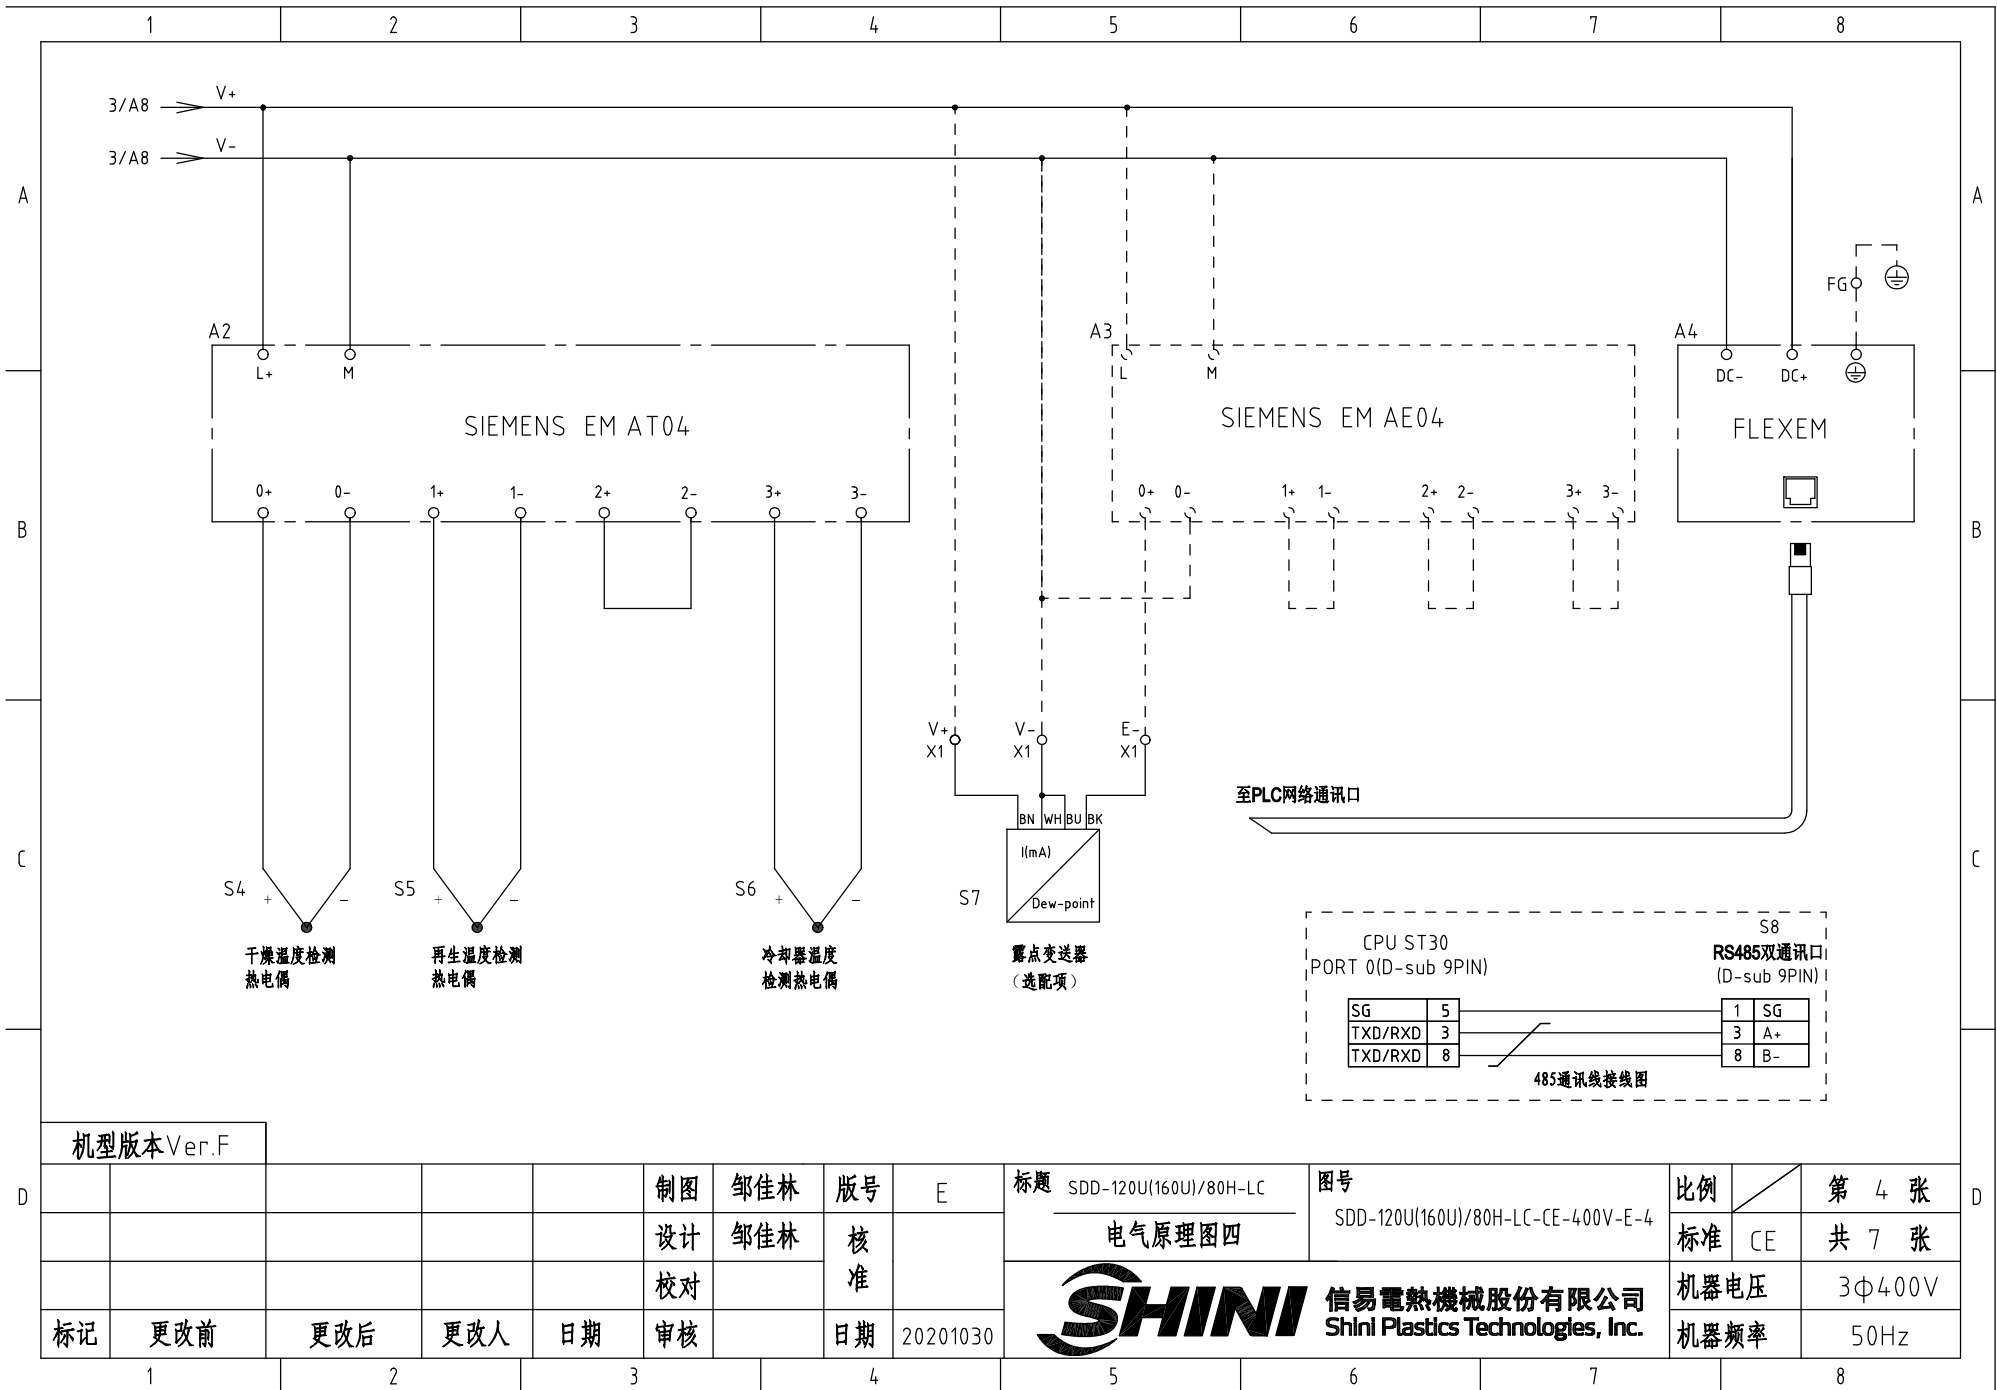 1 2 3 4 5 6 7 8
3/A8 V+
3/A8 V-
A A
FG
A2 A3 A4
L+ M L M DC- DC+
SIEMENS EM AT04 SIEMENS EM AE04 FLEXEM
0+ 0- 1+ 1- 2+ 2- 3+ 3- 0+ 0- 1+ 1- 2+ 2- 3+ 3-
B B
V+ V- E-
X1 X1 X1
至PLC网络通讯口
BN WH BU BK
I(mA)
C C
S4 + - S5 + - S6 + - S7 Dew-point
干燥温度检测
热电偶
再生温度检测
热电偶
冷却器温度
检测热电偶
露点变送器
（选配项）
CPU ST30
PORT 0(D-sub 9PIN)
S8
RS485双通讯口
(D-sub 9PIN)
SG 5 1 SG
TXD/RXD 3 3 A+
TXD/RXD 8 8 B-
485通讯线接线图
机型版本Ver.F
D D
制图 邹佳林 版号 E
设计 邹佳林 核准
校对
标记 更改前 更改后 更改人 日期 审核 日期 20201030
标题 SDD-120U(160U)/80H-LC
电气原理图四
图号
SDD-120U(160U)/80H-LC-CE-400V-E-4
比例 第 4 张
标准 CE 共 7 张
机器电压 3φ400V
机器频率 50Hz
SHINI
信易電熱機械股份有限公司
Shini Plastics Technologies, Inc.
1 2 3 4 5 6 7 8